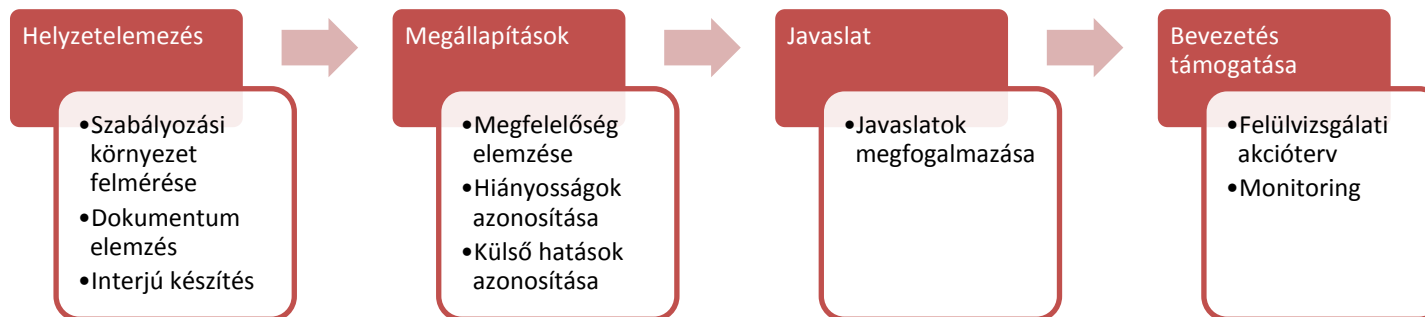 Helyzetelemezés
•Szabályozási
környezet
felmérése
•Dokumentum
elemzés
•Interjú készítés
Megállapítások
•Megfelelőség
elemzése
•Hiányosságok
azonosítása
•Külső hatások
azonosítása
Javaslat
•Javaslatok
megfogalmazása
Bevezetés
támogatása
•Felülvizsgálati
akcióterv
•Monitoring